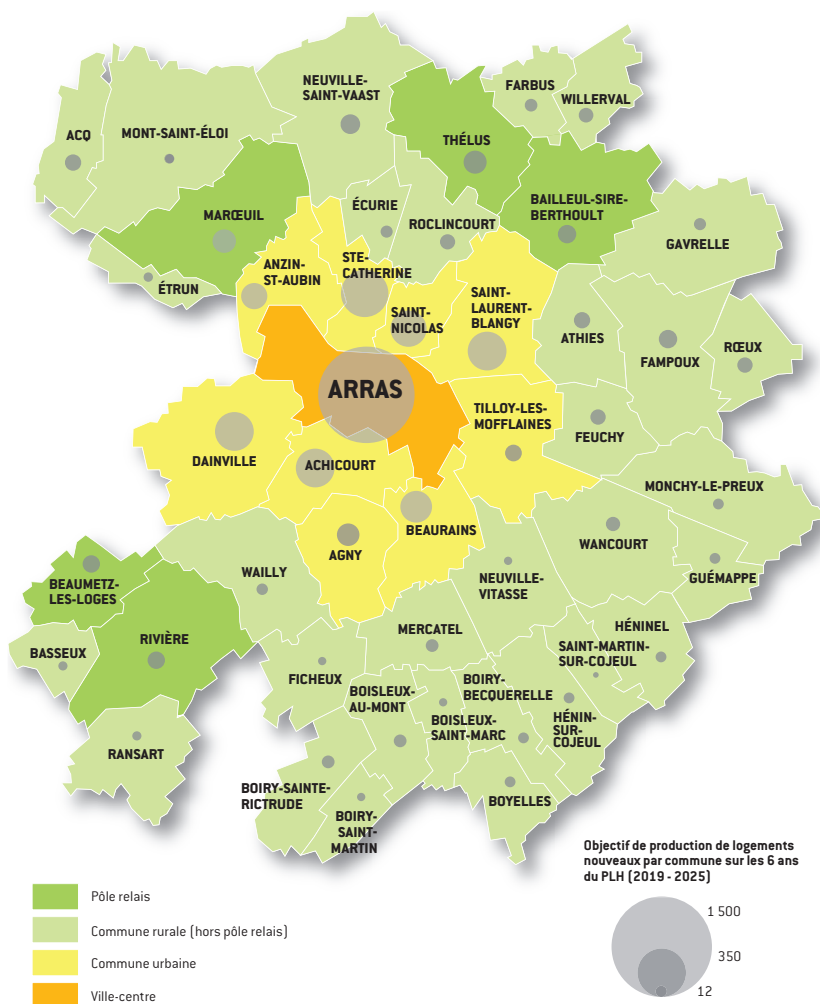 NEUVILLE-
SAINT-VAAST
FARBUS
WILLERVAL
ACQ
MONT-SAINT-ÉLOI
THÉLUS
BAILLEUL-SIRE-
BERTHOULT
MARŒUIL
ÉCURIE
ROCLINCOURT
GAVRELLE
ÉTRUN
ANZIN-
ST-AUBIN
STE-
CATHERINE
SAINT-
NICOLAS
SAINT-
LAURENT-
BLANGY
ATHIES
FAMPOUX
RŒUX
ARRAS
TILLOY-LES-
MOFFLAINES
FEUCHY
DAINVILLE
ACHICOURT
MONCHY-LE-PREUX
BEAURAINS
AGNY
WANCOURT
WAILLY
NEUVILLE-
VITASSE
GUÉMAPPE
BEAUMETZ-
LES-LOGES
RIVIÈRE
BASSEUX
MERCATEL
HÉNINEL
SAINT-MARTIN-
SUR-COJEUL
FICHEUX
BOISLEUX-
AU-MONT
BOIRY-
BECQUERELLE
BOISLEUX-
SAINT-MARC
HÉNIN-
SUR-
COJEUL
RANSART
BOIRY-SAINTE-
RICTRUDE
BOIRY-
SAINT-
MARTIN
BOYELLES
Objectif de production de logements
nouveaux par commune sur les 6 ans
du PLH (2019 - 2025)
1 500
350
12
Pôle relais
Commune rurale (hors pôle relais)
Commune urbaine
Ville-centre